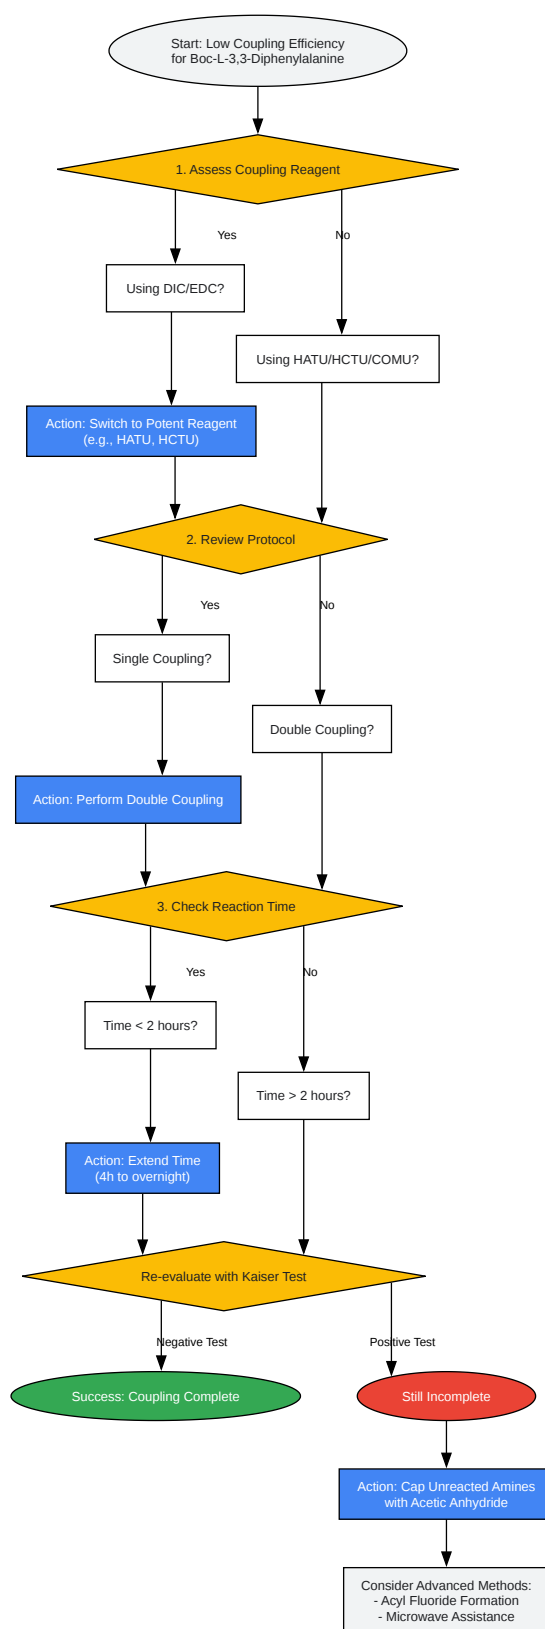 Start: Low Coupling Efficiency
for Boc-L-3,3-Diphenylalanine
1. Assess Coupling Reagent
Yes
No
Using DIC/EDC?
Using HATU/HCTU/COMU?
Action: Switch to Potent Reagent
(e.g., HATU, HCTU)
2. Review Protocol
Yes
No
Single Coupling?
Double Coupling?
Action: Perform Double Coupling
3. Check Reaction Time
Yes
No
Time < 2 hours?
Time > 2 hours?
Action: Extend Time
(4h to overnight)
Re-evaluate with Kaiser Test
Negative Test
Positive Test
Success: Coupling Complete
Still Incomplete
Action: Cap Unreacted Amines
with Acetic Anhydride
Consider Advanced Methods:
- Acyl Fluoride Formation
- Microwave Assistance